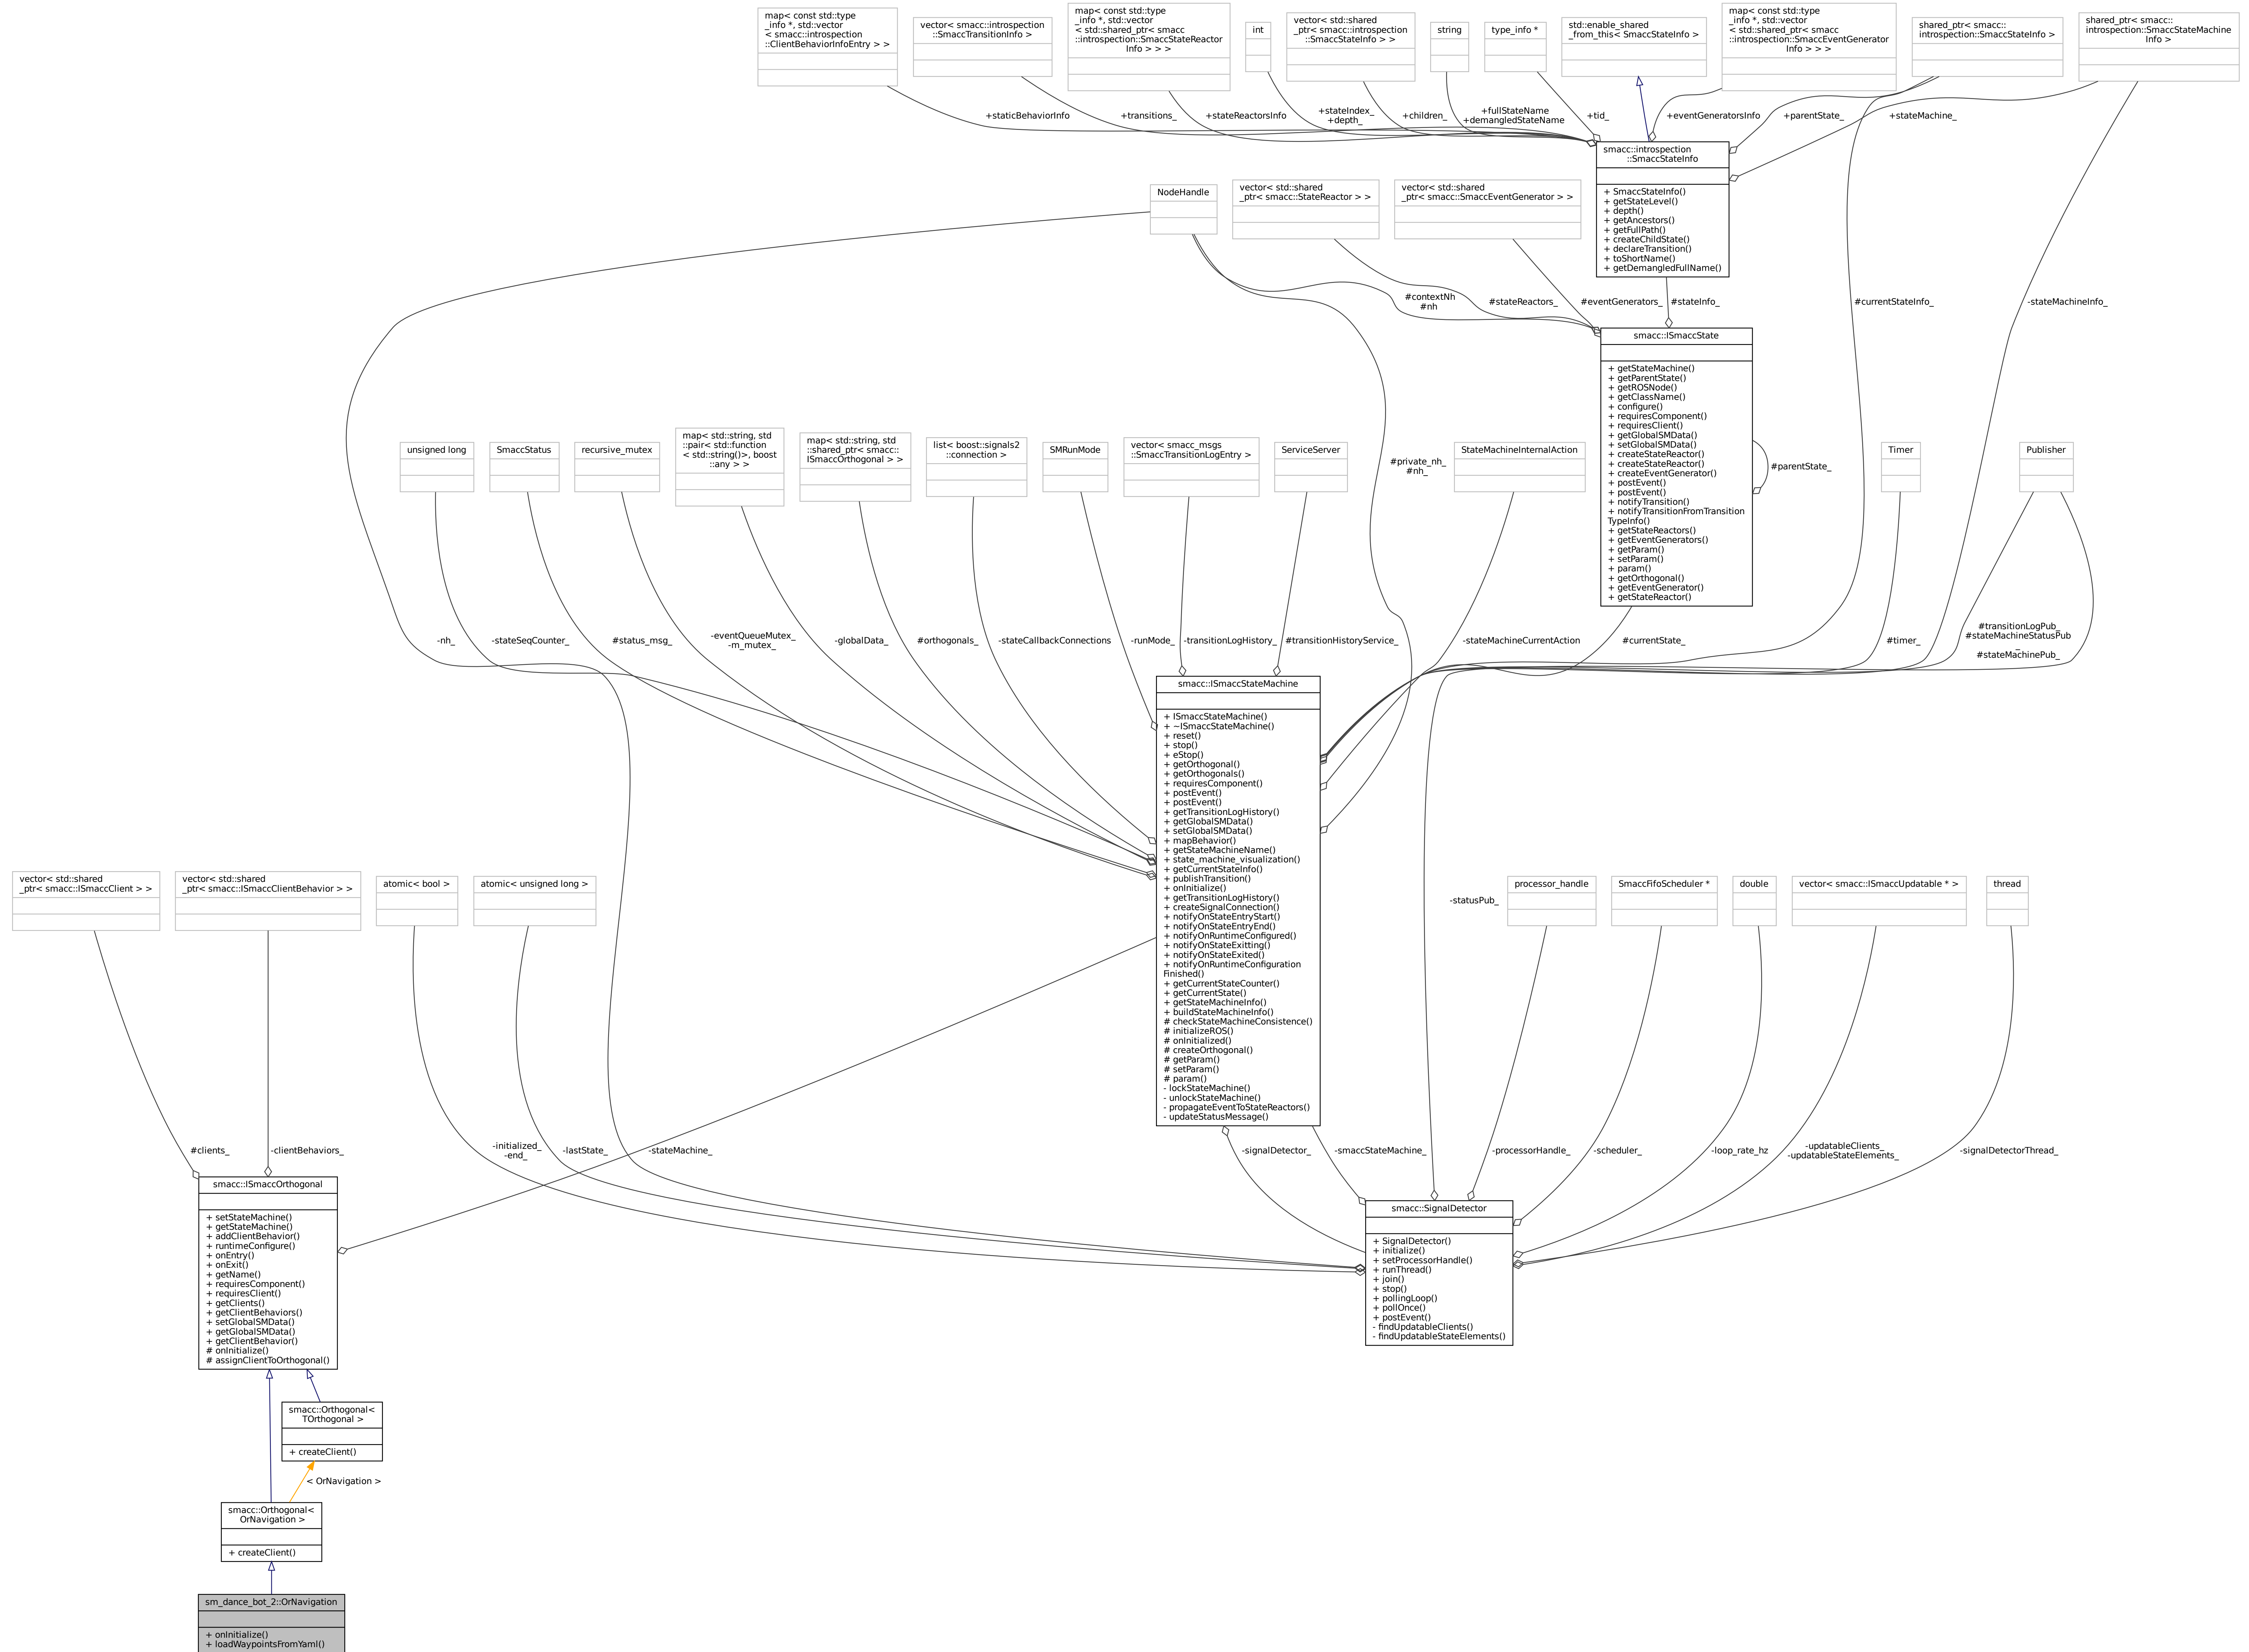 map< const std::type
_info *, std::vector
< smacc::introspection
::ClientBehaviorInfoEntry > >
vector< smacc::introspection
::SmaccTransitionInfo >
map< const std::type
_info *, std::vector
< std::shared_ptr< smacc
::introspection::SmaccStateReactor
Info > > >
int
vector< std::shared
_ptr< smacc::introspection
::SmaccStateInfo > >
string
type_info *
std::enable_shared
_from_this< SmaccStateInfo >
map< const std::type
_info *, std::vector
< std::shared_ptr< smacc
::introspection::SmaccEventGenerator
Info > > >
shared_ptr< smacc::
introspection::SmaccStateInfo >
shared_ptr< smacc::
introspection::SmaccStateMachine
Info >
+staticBehaviorInfo
+transitions_
+stateReactorsInfo
+stateIndex_
+depth_
+children_
+fullStateName
+demangledStateName
+tid_
+eventGeneratorsInfo
+parentState_
+stateMachine_
smacc::introspection
::SmaccStateInfo
+ SmaccStateInfo()
+ getStateLevel()
+ depth()
+ getAncestors()
+ getFullPath()
+ createChildState()
+ declareTransition()
+ toShortName()
+ getDemangledFullName()
NodeHandle
vector< std::shared
_ptr< smacc::StateReactor > >
vector< std::shared
_ptr< smacc::SmaccEventGenerator > >
#contextNh
#nh
#stateReactors_
#eventGenerators_
#stateInfo_
#currentStateInfo_
-stateMachineInfo_
smacc::ISmaccState
+ getStateMachine()
+ getParentState()
+ getROSNode()
+ getClassName()
+ configure()
+ requiresComponent()
+ requiresClient()
+ getGlobalSMData()
+ setGlobalSMData()
+ createStateReactor()
+ createStateReactor()
+ createEventGenerator()
+ postEvent()
+ postEvent()
+ notifyTransition()
+ notifyTransitionFromTransition
TypeInfo()
+ getStateReactors()
+ getEventGenerators()
+ getParam()
+ setParam()
+ param()
+ getOrthogonal()
+ getEventGenerator()
+ getStateReactor()
#parentState_
unsigned long
SmaccStatus
recursive_mutex
map< std::string, std
::pair< std::function
< std::string()>, boost
::any > >
map< std::string, std
::shared_ptr< smacc::
ISmaccOrthogonal > >
list< boost::signals2
::connection >
SMRunMode
vector< smacc_msgs
::SmaccTransitionLogEntry >
ServiceServer
#private_nh_
#nh_
StateMachineInternalAction
Timer
Publisher
-nh_
-stateSeqCounter_
#status_msg_
-eventQueueMutex_
-m_mutex_
-globalData_
#orthogonals_
-stateCallbackConnections
-runMode_
-transitionLogHistory_
#transitionHistoryService_
-stateMachineCurrentAction
#currentState_
#timer_
#transitionLogPub_
#stateMachineStatusPub
_
#stateMachinePub_
smacc::ISmaccStateMachine
+ ISmaccStateMachine()
+ ~ISmaccStateMachine()
+ reset()
+ stop()
+ eStop()
+ getOrthogonal()
+ getOrthogonals()
+ requiresComponent()
+ postEvent()
+ postEvent()
+ getTransitionLogHistory()
+ getGlobalSMData()
+ setGlobalSMData()
+ mapBehavior()
+ getStateMachineName()
+ state_machine_visualization()
+ getCurrentStateInfo()
+ publishTransition()
+ onInitialize()
+ getTransitionLogHistory()
+ createSignalConnection()
+ notifyOnStateEntryStart()
+ notifyOnStateEntryEnd()
+ notifyOnRuntimeConfigured()
+ notifyOnStateExitting()
+ notifyOnStateExited()
+ notifyOnRuntimeConfiguration
Finished()
+ getCurrentStateCounter()
+ getCurrentState()
+ getStateMachineInfo()
+ buildStateMachineInfo()
# checkStateMachineConsistence()
# initializeROS()
# onInitialized()
# createOrthogonal()
# getParam()
# setParam()
# param()
- lockStateMachine()
- unlockStateMachine()
- propagateEventToStateReactors()
- updateStatusMessage()
vector< std::shared
_ptr< smacc::ISmaccClient > >
vector< std::shared
_ptr< smacc::ISmaccClientBehavior > >
atomic< bool >
atomic< unsigned long >
-statusPub_
processor_handle
SmaccFifoScheduler *
double
vector< smacc::ISmaccUpdatable * >
thread
#clients_
-clientBehaviors_
-initialized_
-end_
-lastState_
-stateMachine_
-signalDetector_
-smaccStateMachine_
-processorHandle_
-scheduler_
-loop_rate_hz
-updatableClients_
-updatableStateElements_
-signalDetectorThread_
smacc::ISmaccOrthogonal
+ setStateMachine()
+ getStateMachine()
+ addClientBehavior()
+ runtimeConfigure()
+ onEntry()
+ onExit()
+ getName()
+ requiresComponent()
+ requiresClient()
+ getClients()
+ getClientBehaviors()
+ setGlobalSMData()
+ getGlobalSMData()
+ getClientBehavior()
# onInitialize()
# assignClientToOrthogonal()
smacc::SignalDetector
+ SignalDetector()
+ initialize()
+ setProcessorHandle()
+ runThread()
+ join()
+ stop()
+ pollingLoop()
+ pollOnce()
+ postEvent()
- findUpdatableClients()
- findUpdatableStateElements()
smacc::Orthogonal<
TOrthogonal >
+ createClient()
< OrNavigation >
smacc::Orthogonal<
OrNavigation >
+ createClient()
sm_dance_bot_2::OrNavigation
+ onInitialize()
+ loadWaypointsFromYaml()